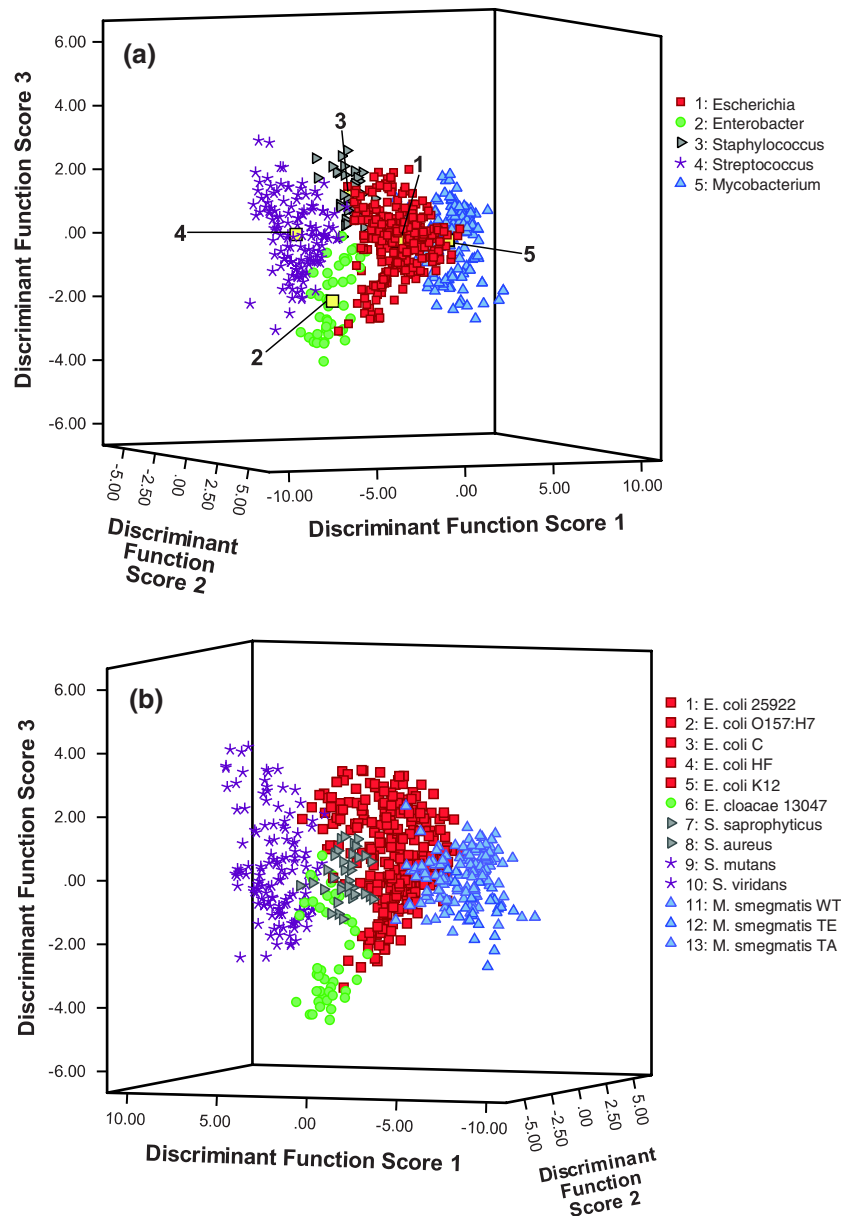 (a)
Discriminant Function Score 3
6.00
4.00
2.00
.00
-2.00
-4.00
-6.00
3
1
4
5
2
1: Escherichia
2: Enterobacter
3: Staphylococcus
4: Streptococcus
5: Mycobacterium
-5.00
-2.50
.00
2.50
5.00
Discriminant
Function
Score 2
-10.00
-5.00
.00
5.00
10.00
Discriminant Function Score 1
(b)
Discriminant Function Score 3
6.00
4.00
2.00
.00
-2.00
-4.00
-6.00
1: E. coli 25922
2: E. coli O157:H7
3: E. coli C
4: E. coli HF
5: E. coli K12
6: E. cloacae 13047
7: S. saprophyticus
8: S. aureus
9: S. mutans
10: S. viridans
11: M. smegmatis WT
12: M. smegmatis TE
13: M. smegmatis TA
10.00
5.00
.00
-5.00
-10.00
Discriminant Function Score 1
-5.00
-2.50
.00
2.50
5.00
Discriminant
Function
Score 2